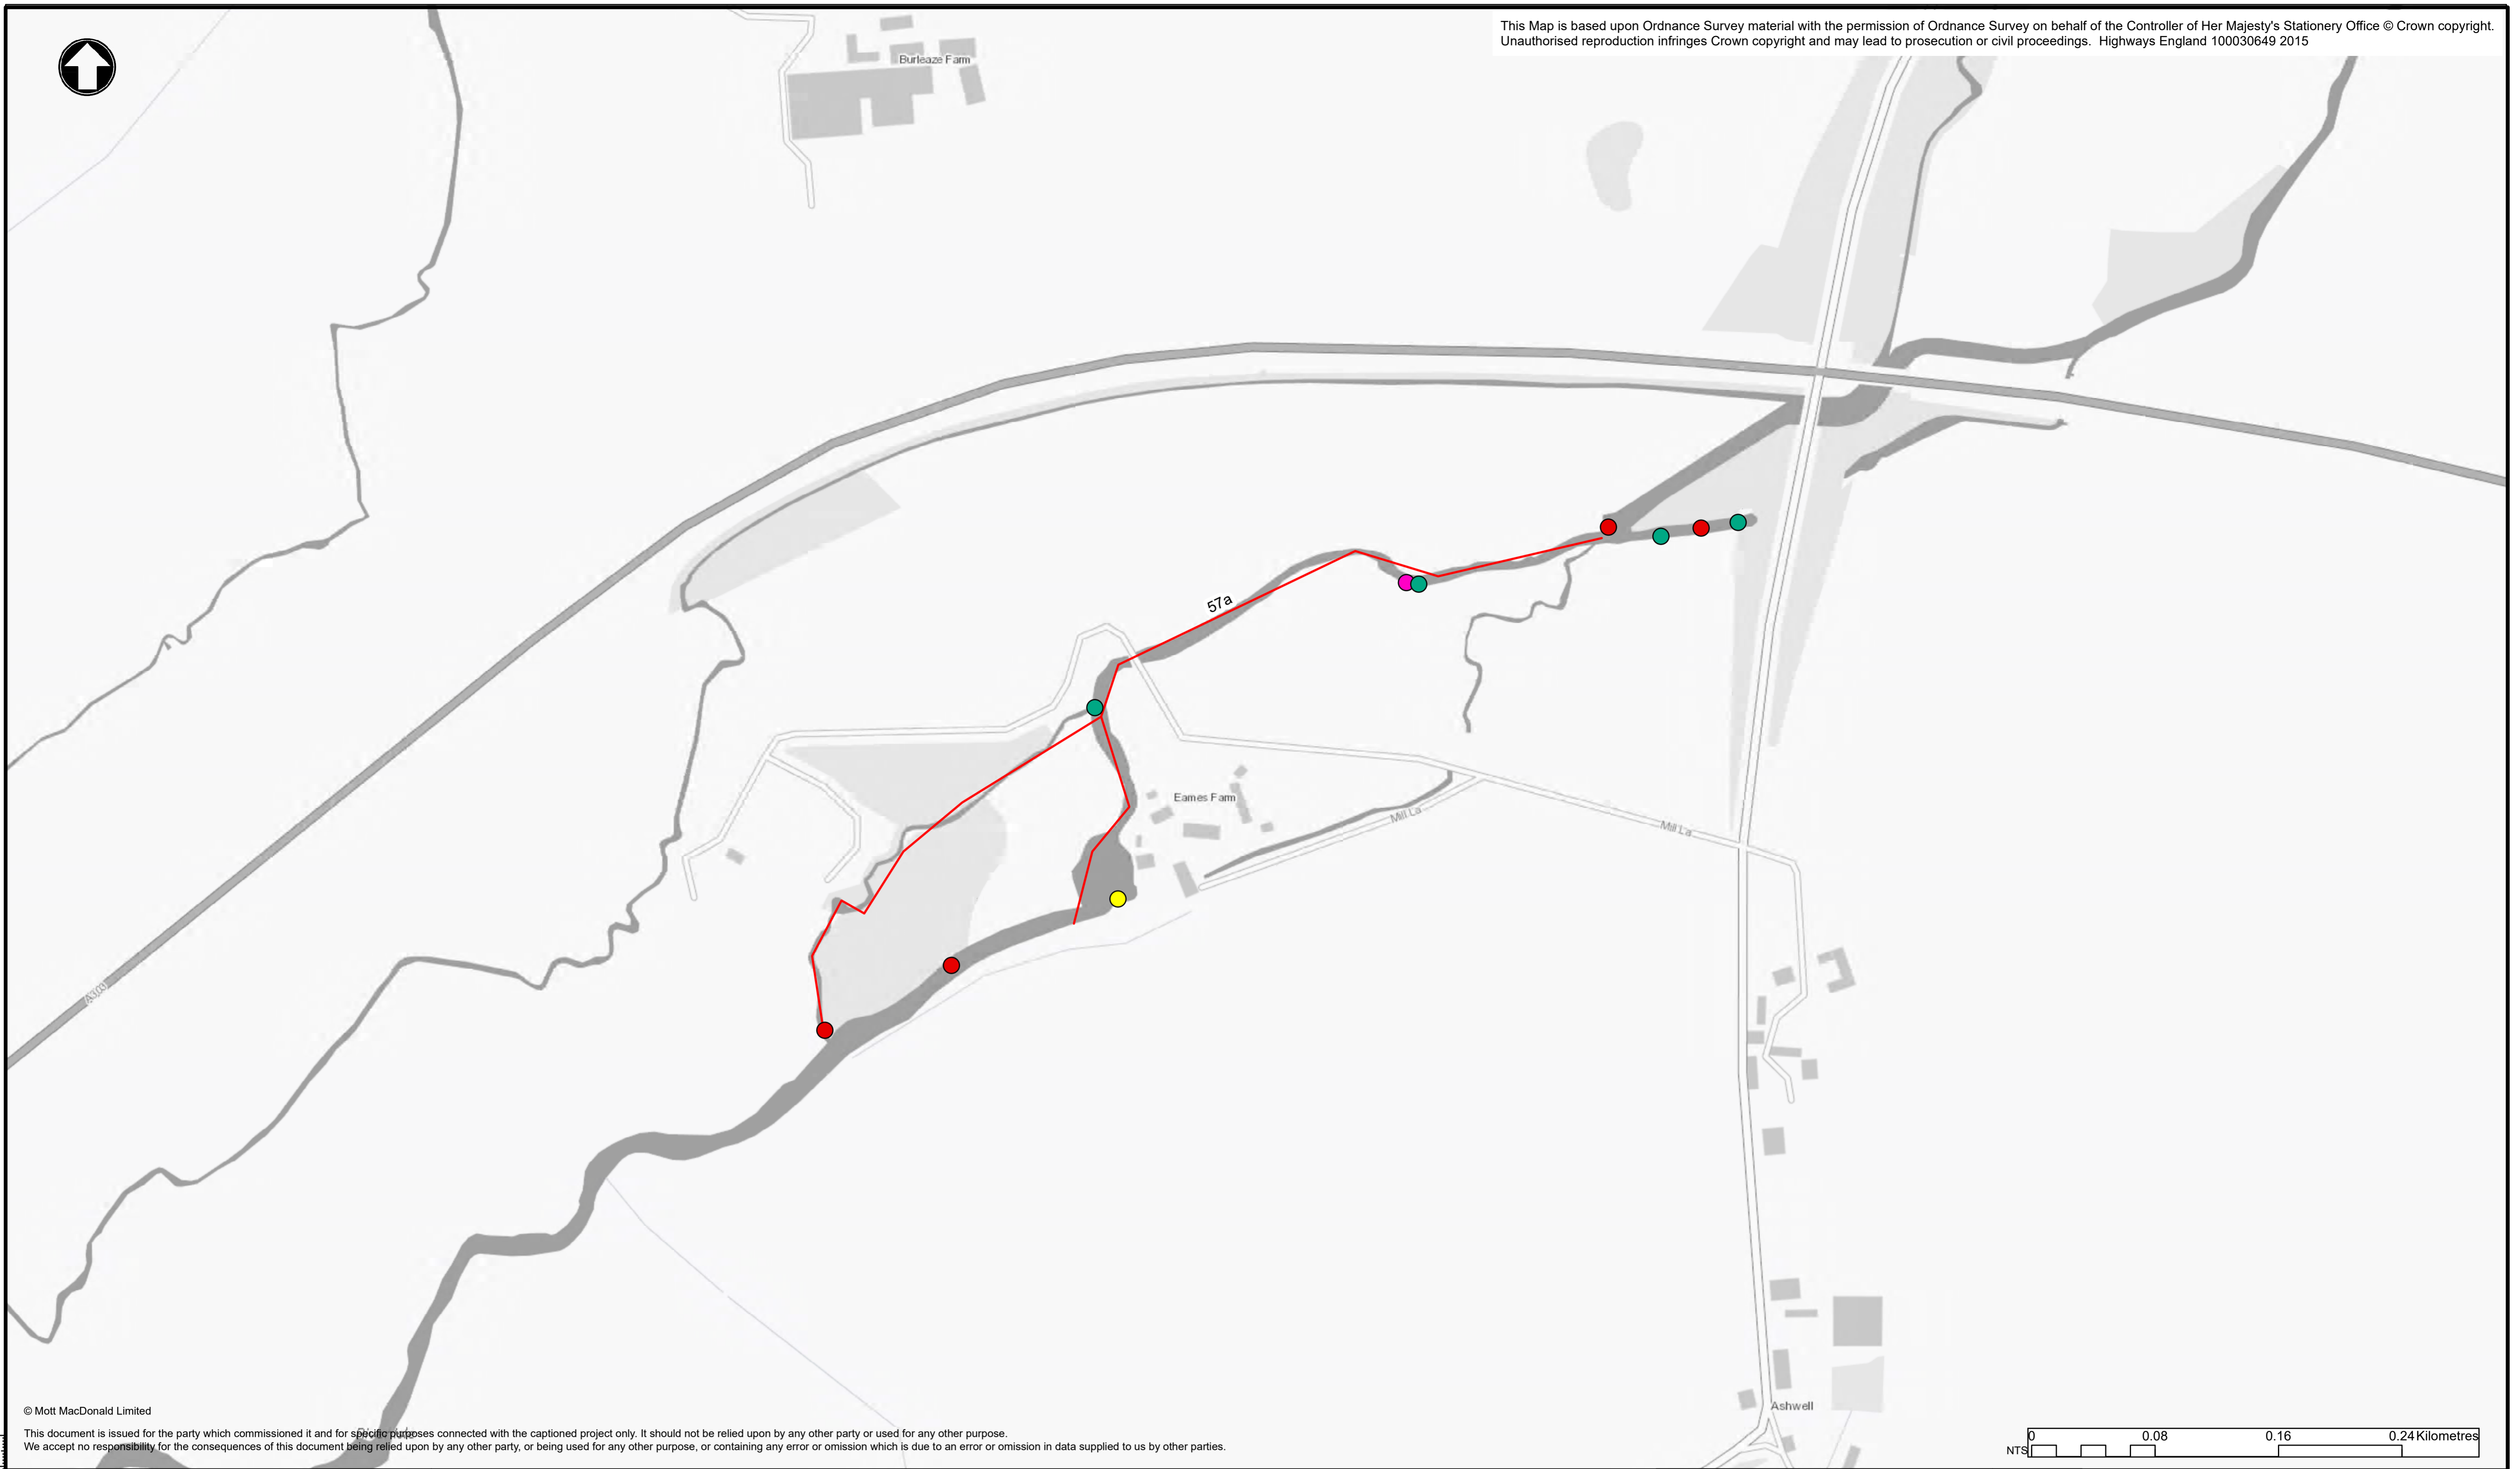 This Map is based upon Ordnance Survey material with the permission of Ordnance Survey on behalf of the Controller of Her Majesty's Stationery Office © Crown copyright.
Unauthorised reproduction infringes Crown copyright and may lead to prosecution or civil proceedings. Highways England 100030649 2015
Burleaze Farm
57a
Eames Farm
Mill La
Mill La
A303
Ashwell
© Mott MacDonald Limited
This document is issued for the party which commissioned it and for specific purposes connected with the captioned project only. It should not be relied upon by any other party or used for any other purpose.
We accept no responsibility for the consequences of this document being relied upon by any other party, or being used for any other purpose, or containing any error or omission which is due to an error or omission in data supplied to us by other parties.
0 0.08 0.16 0.24 Kilometres
NTS